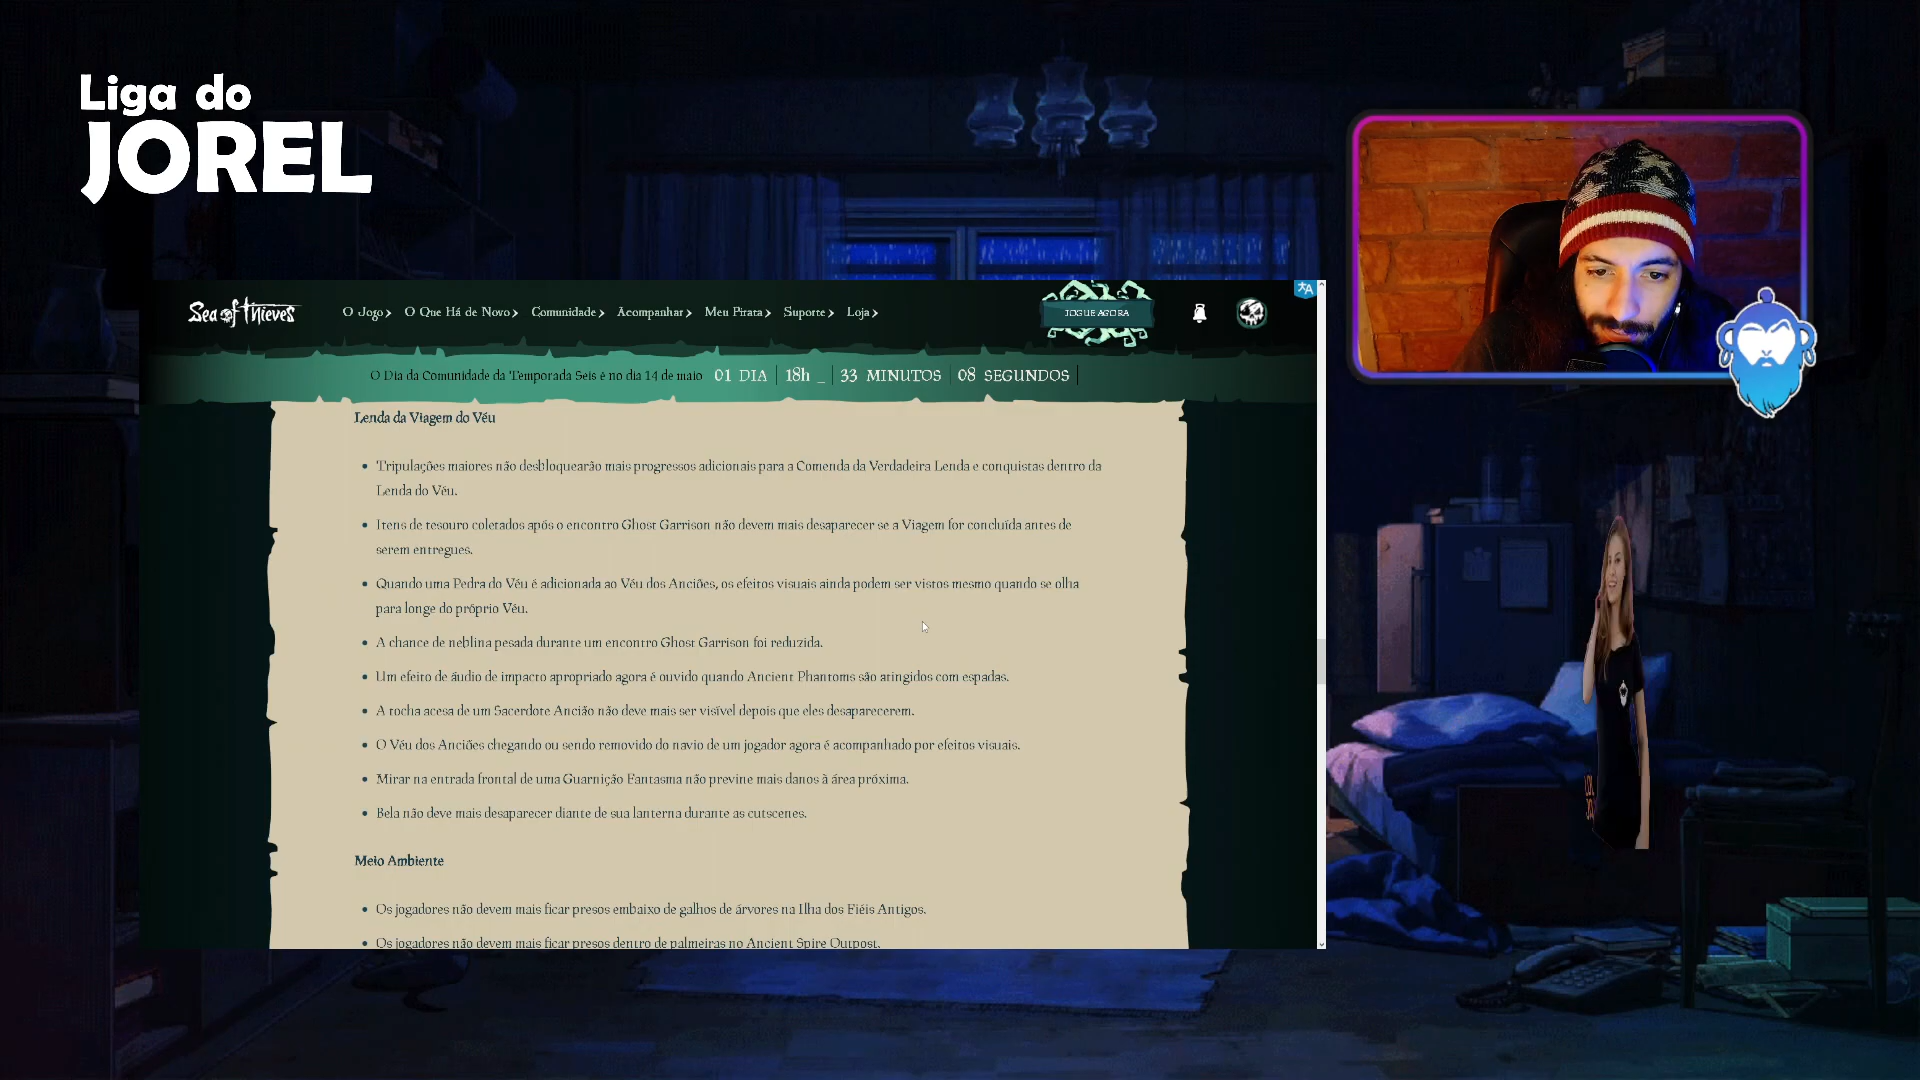 Liga do
JOREL
Sea of Thieves
O Jogo
O Que Há de Novo
Comunidade
Acompanhar
Meu Pirata
Suporte
Loja
JOGUE AGORA
O Dia da Comunidade da Temporada Seis é no dia 14 de maio 01 DIA 18h _ 33 MINUTOS 08 SEGUNDOS
Lenda da Viagem do Véu
Tripulações maiores não desbloquearão mais progressos adicionais para a Comenda da Verdadeira Lenda e conquistas dentro da
Lenda do Véu.
Itens de tesouro coletados após o encontro Ghost Garrison não devem mais desaparecer se a Viagem for concluída antes de
serem entregues.
Quando uma Pedra do Véu é adicionada ao Véu dos Anciões, os efeitos visuais ainda podem ser vistos mesmo quando se olha
para longe do próprio Véu.
A chance de neblina pesada durante um encontro Ghost Garrison foi reduzida.
Um efeito de áudio de impacto apropriado agora é ouvido quando Ancient Phantoms são atingidos com espadas.
A tocha acesa de um Sacerdote Ancião não deve mais ser visível depois que eles desaparecerem.
O Véu dos Anciões chegando ou sendo removido do navio de um jogador agora é acompanhado por efeitos visuais.
Mirar na entrada frontal de uma Guarnição Fantasma não previne mais danos à área próxima.
Bela não deve mais desaparecer diante de sua lanterna durante as cutscenes.
Meio Ambiente
Os jogadores não devem mais ficar presos embaixo de galhos de árvores na Ilha dos Fiéis Antigos.
Os jogadores não devem mais ficar presos dentro de palmeiras no Ancient Spire Outpost.